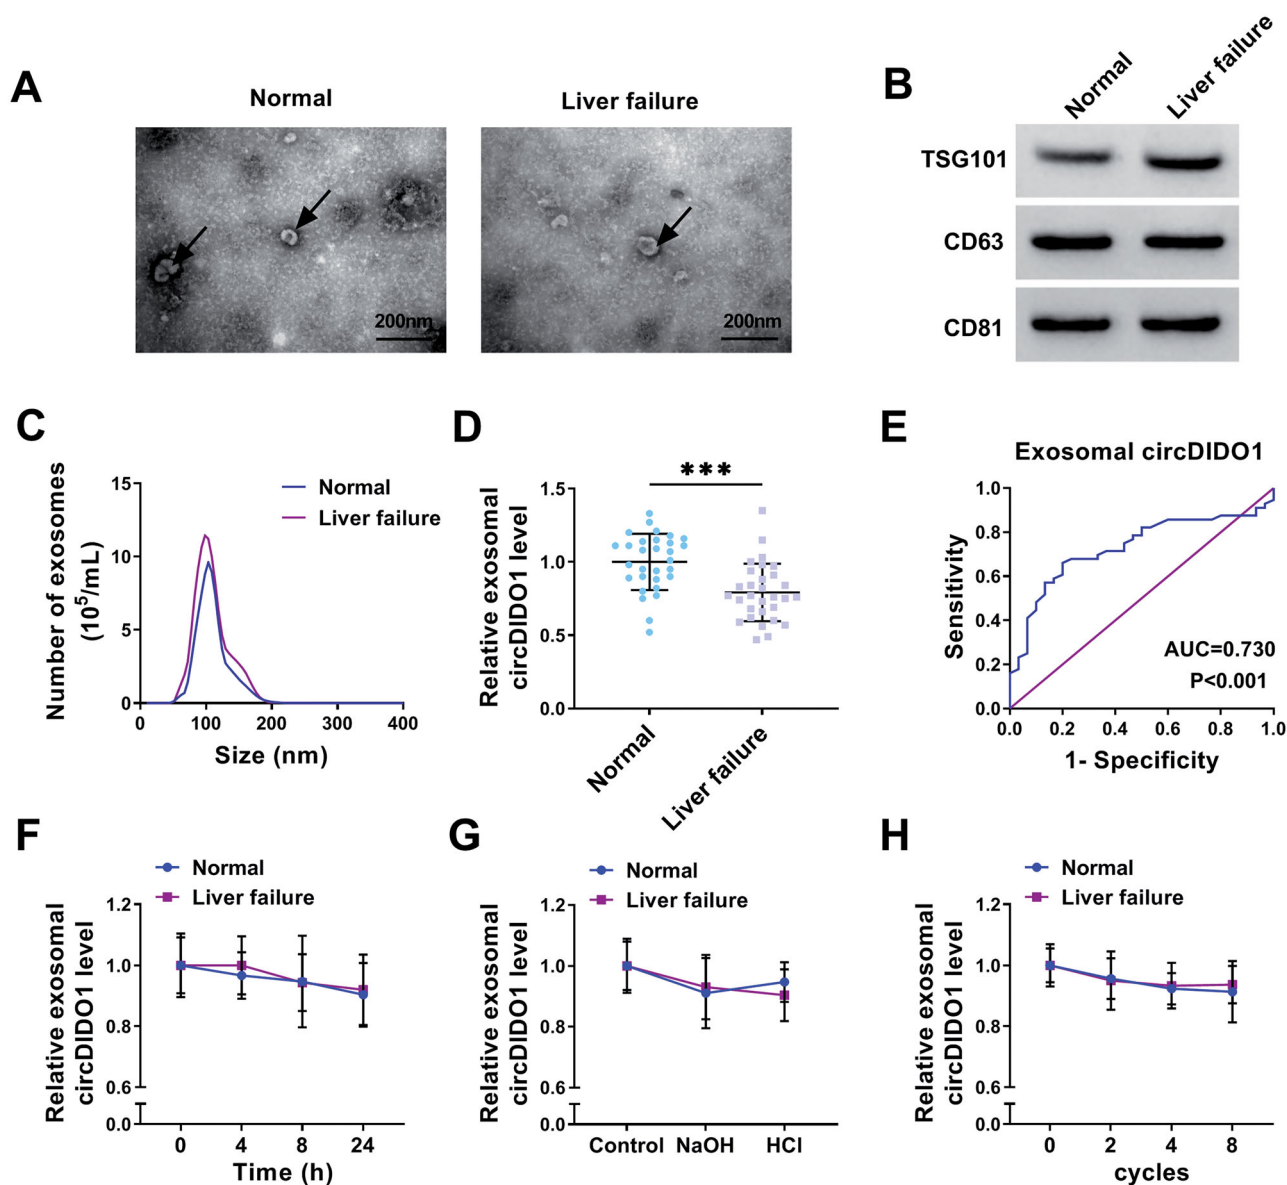 A
Normal
Liver failure
200nm
200nm
B
Normal
Liver failure
TSG101
CD63
CD81
C
Number of exosomes
(10⁵/mL)
15
10
5
0
0
100
200
300
400
Size (nm)
Normal
Liver failure
D
Relative exosomal
circDIDO1 level
1.5
1.0
0.5
0.0
***
Normal
Liver failure
E
Exosomal circDIDO1
Sensitivity
1.0
0.8
0.6
0.4
0.2
0.0
0.0
0.2
0.4
0.6
0.8
1.0
1- Specificity
AUC=0.730
P<0.001
F
Normal
Liver failure
Relative exosomal
circDIDO1 level
1.2
1.0
0.8
0.6
0.0
0
4
8
24
Time (h)
G
Normal
Liver failure
Relative exosomal
circDIDO1 level
1.2
1.0
0.8
0.6
0.0
Control
NaOH
HCl
H
Normal
Liver failure
Relative exosomal
circDIDO1 level
1.2
1.0
0.8
0.6
0.0
0
2
4
8
cycles